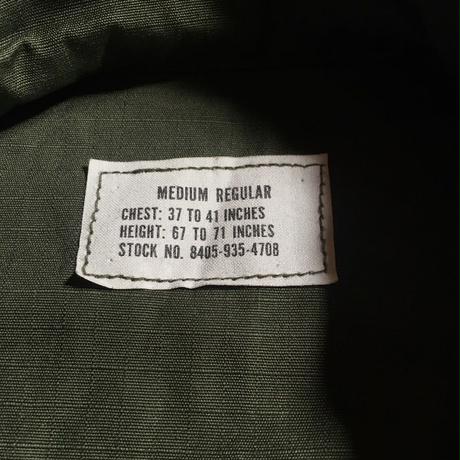 MEDIUM REGULAR
CHEST: 37 TO 41 INCHES
HEIGHT: 67 TO 71 INCHES
STOCK NO. 8405-935-4708